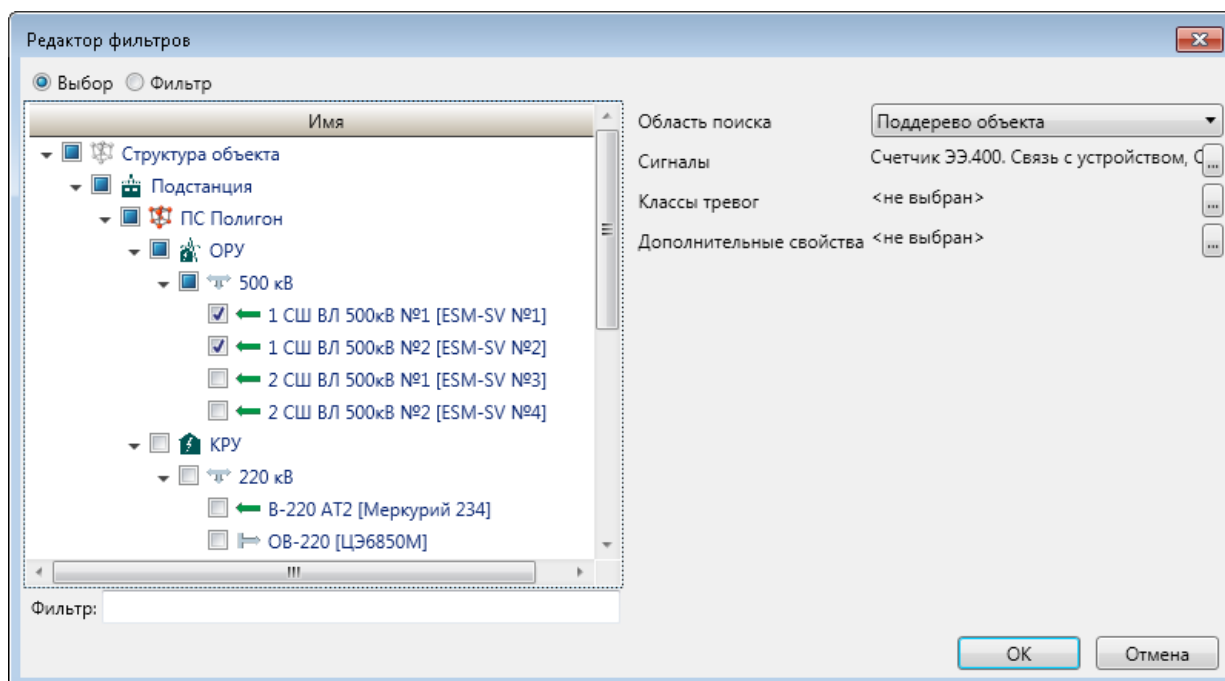 Редактор фильтров
Выбор Фильтр
Имя
Структура объекта
Подстанция
ПС Полигон
ОРУ
500 кВ
1 СШ ВЛ 500кВ №1 [ESM-SV №1]
1 СШ ВЛ 500кВ №2 [ESM-SV №2]
2 СШ ВЛ 500кВ №1 [ESM-SV №3]
2 СШ ВЛ 500кВ №2 [ESM-SV №4]
КРУ
220 кВ
В-220 АТ2 [Меркурий 234]
ОВ-220 [ЦЭ6850М]
Фильтр:
Область поиска Поддерево объекта
Сигналы Счетчик ЭЭ.400. Связь с устройством, ...
Классы тревог <не выбран> ...
Дополнительные свойства <не выбран> ...
ОК Отмена